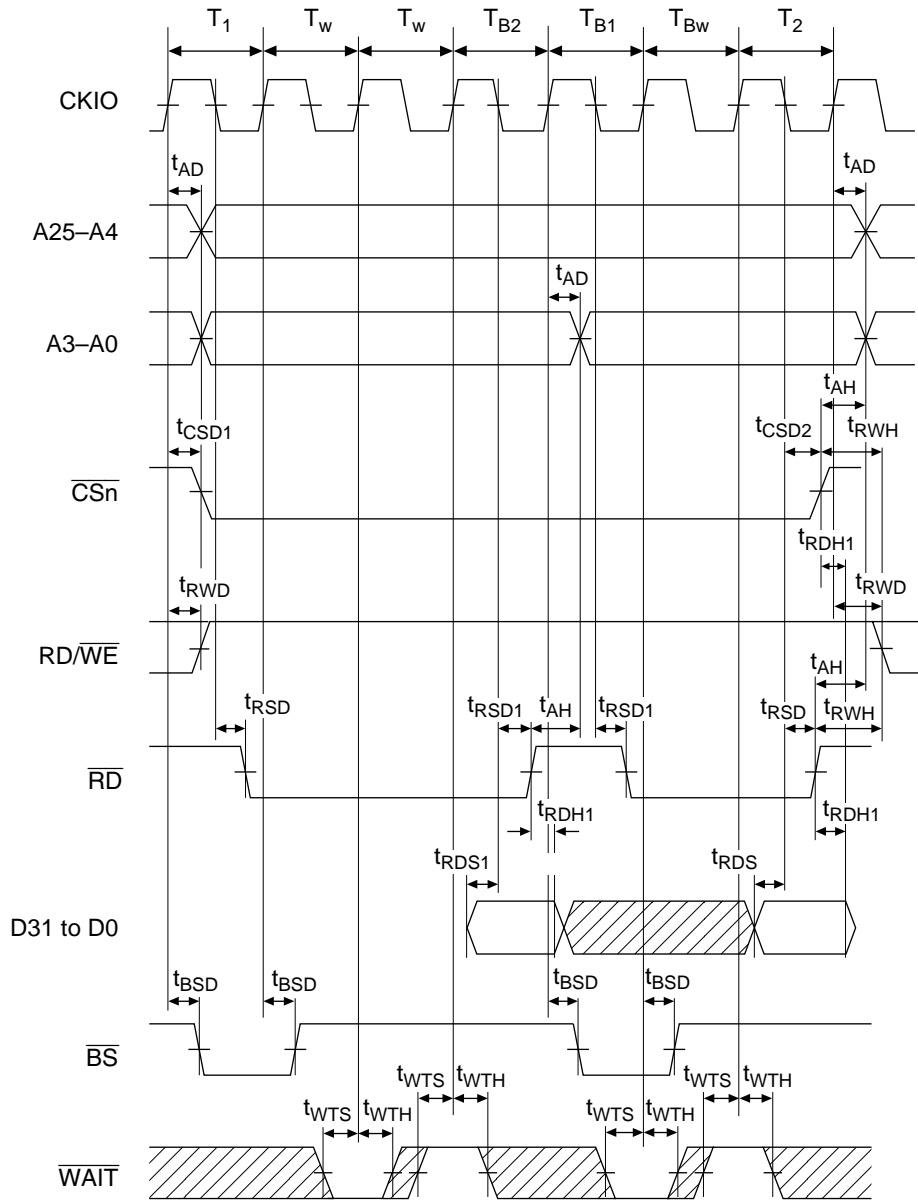 T1 Tw Tw TB2 TB1 TBw T2
CKIO
tAD tAD
A25–A4
tAD
A3–A0
tAH
tCSD1 tCSD2 tRWH
CSn
tRDH1
tRWD tRWD
RD/WE
tAH
tRSD tRSD1 tAH tRSD1 tRSD tRWH
RD
tRDH1 tRDH1
tRDS1 tRDS
D31 to D0
tBSD tBSD tBSD tBSD
BS
tWTS tWTH tWTS tWTH
tWTS tWTH tWTS tWTH
WAIT